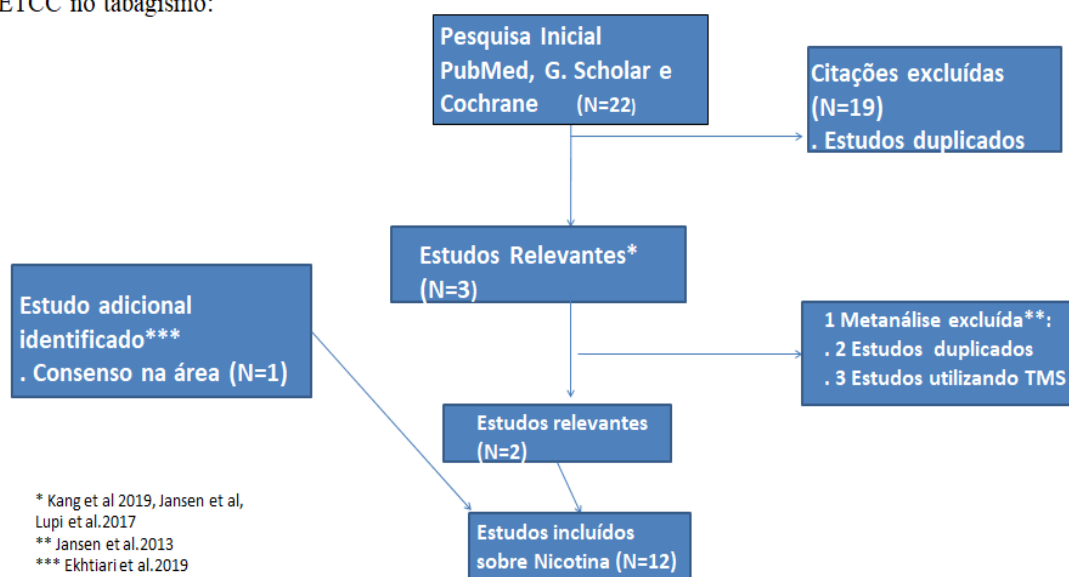 ETCC no tabagismo:
Pesquisa Inicial
PubMed, G. Scholar e
Cochrane (N=22)
Citações excluídas
(N=19)
. Estudos duplicados
Estudos Relevantes*
(N=3)
Estudo adicional
identificado***
. Consenso na área (N=1)
1 Metanálise excluída**:
. 2 Estudos duplicados
. 3 Estudos utilizando TMS
Estudos relevantes
(N=2)
* Kang et al 2019, Jansen et al,
Lupi et al.2017
** Jansen et al.2013
*** Ekhtiari et al.2019
Estudos incluídos
sobre Nicotina (N=12)